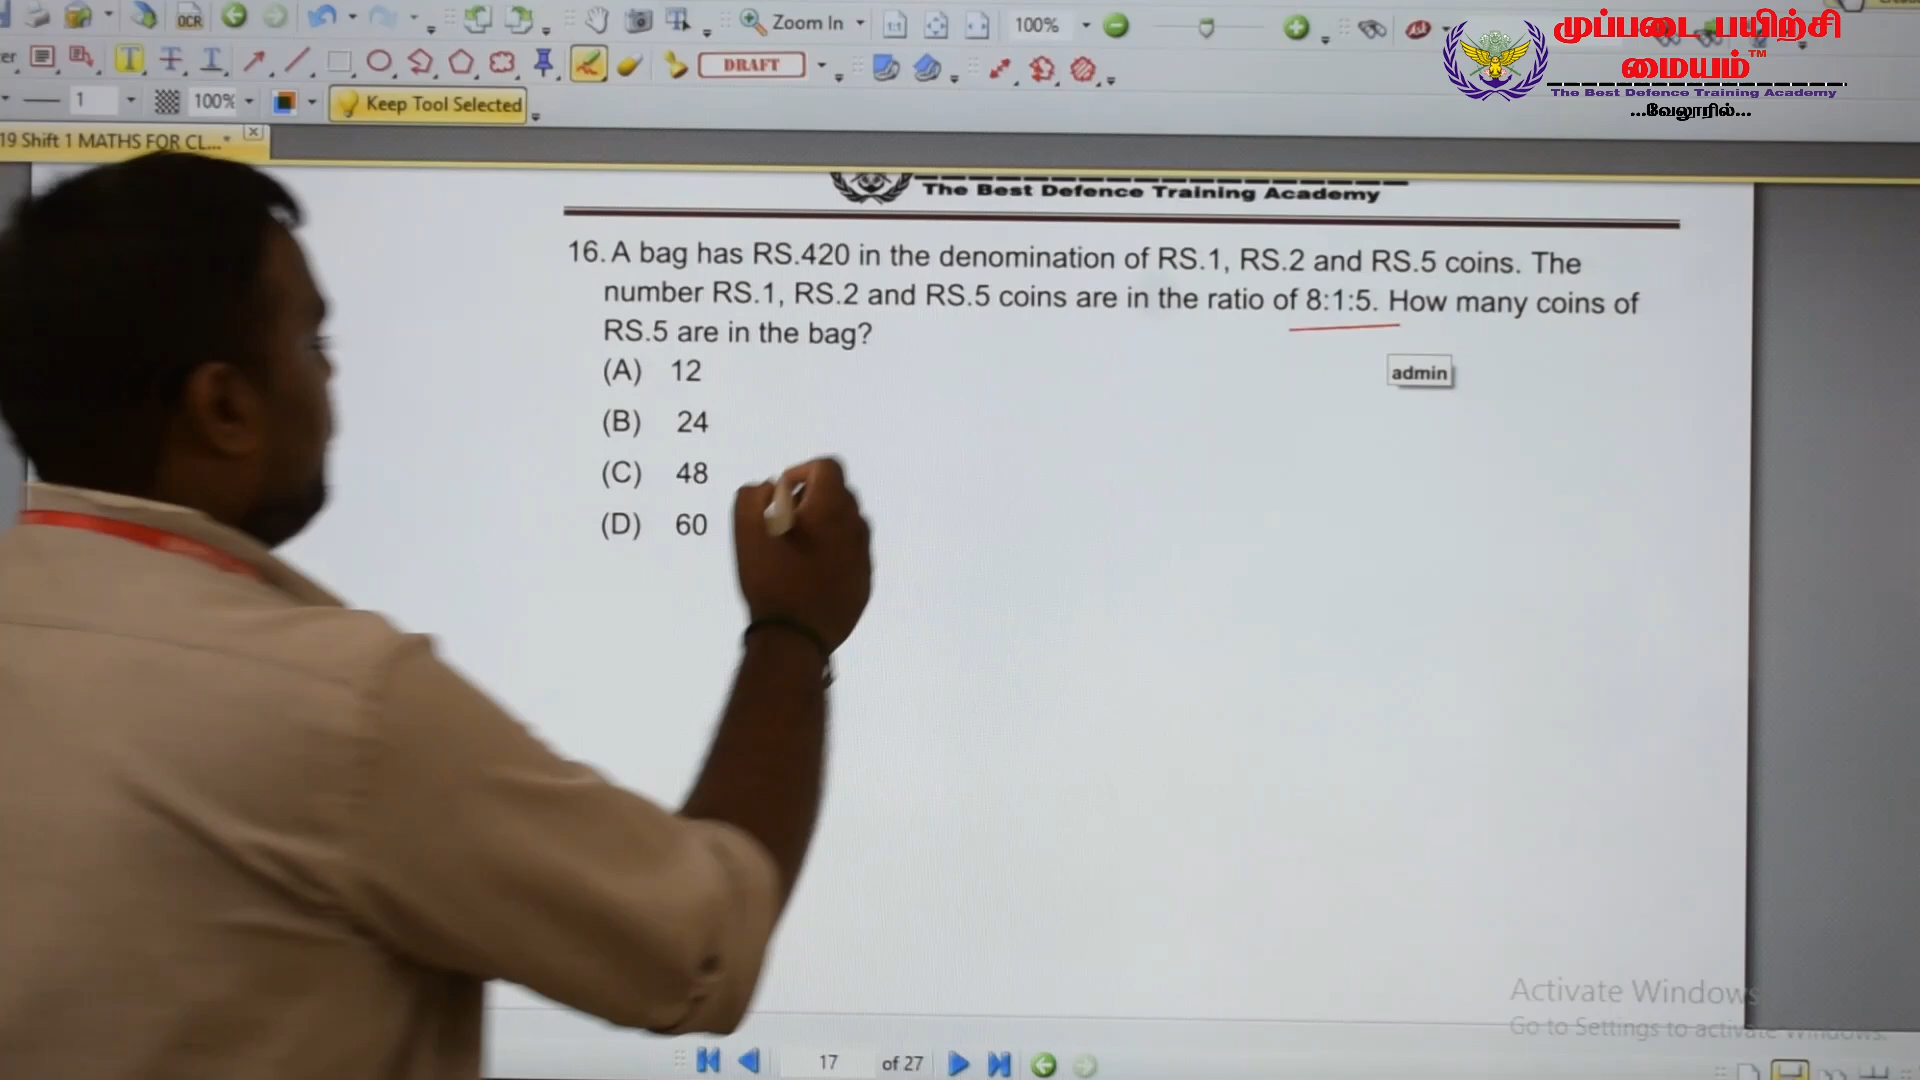 OCR
Zoom In
100%
முப்படை பயிற்சி
மையம்™
The Best Defence Training Academy
...வேலூரில்...
er
T T T
DRAFT
1
100%
Keep Tool Selected
19 Shift 1 MATHS FOR CL...*
The Best Defence Training Academy
16. A bag has RS.420 in the denomination of RS.1, RS.2 and RS.5 coins. The
number RS.1, RS.2 and RS.5 coins are in the ratio of 8:1:5. How many coins of
RS.5 are in the bag?
(A) 12
admin
(B) 24
(C) 48
(D) 60
Activate Windows
Go to Settings to activate Windows.
17 of 27